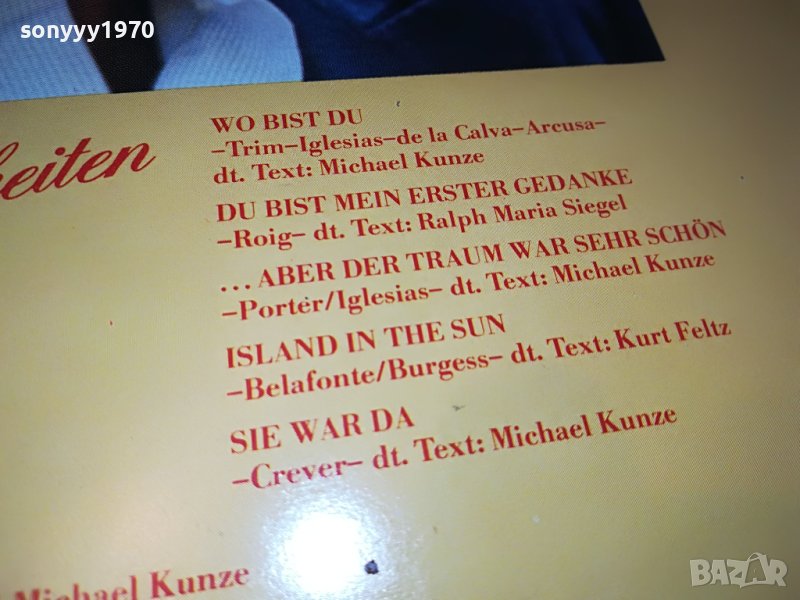 sonyyy1970
WO BIST DU
–Trim–Iglesias–de la Calva–Arcusa–
dt. Text: Michael Kunze
DU BIST MEIN ERSTER GEDANKE
–Roig– dt. Text: Ralph Maria Siegel
... ABER DER TRAUM WAR SEHR SCHÖN
–Porter/Iglesias– dt. Text: Michael Kunze
ISLAND IN THE SUN
–Belafonte/Burgess– dt. Text: Kurt Feltz
SIE WAR DA
–Crever– dt. Text: Michael Kunze
Michael Kunze
BAZAR